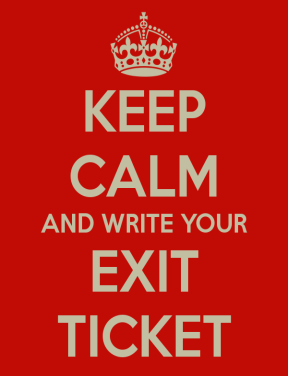 KEEP
CALM
AND WRITE YOUR
EXIT
TICKET